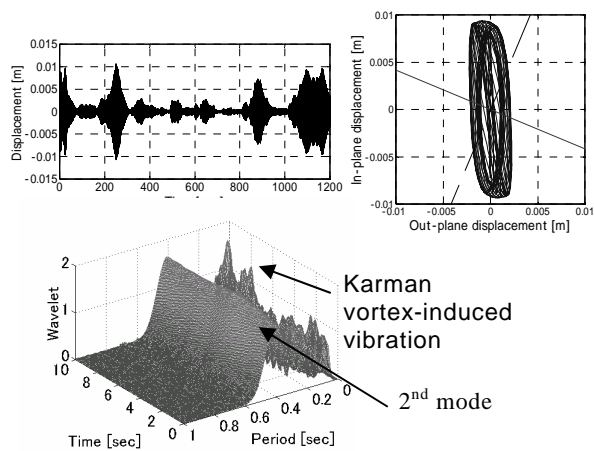 Displacement [m]
0.015
0.01
0.005
0
-0.005
-0.01
-0.015
0 200 400 600 800 1000 1200
In-plane displacement [m]
0.01
0.005
0
-0.005
-0.01
-0.01 -0.005 0 0.005 0.01
Out-plane displacement [m]
Wavelet
2
1
0
10 8 6 4 2 0
Time [sec]
1 0.8 0.6 0.4 0.2 0
Period [sec]
Karman
vortex-induced
vibration
2nd mode